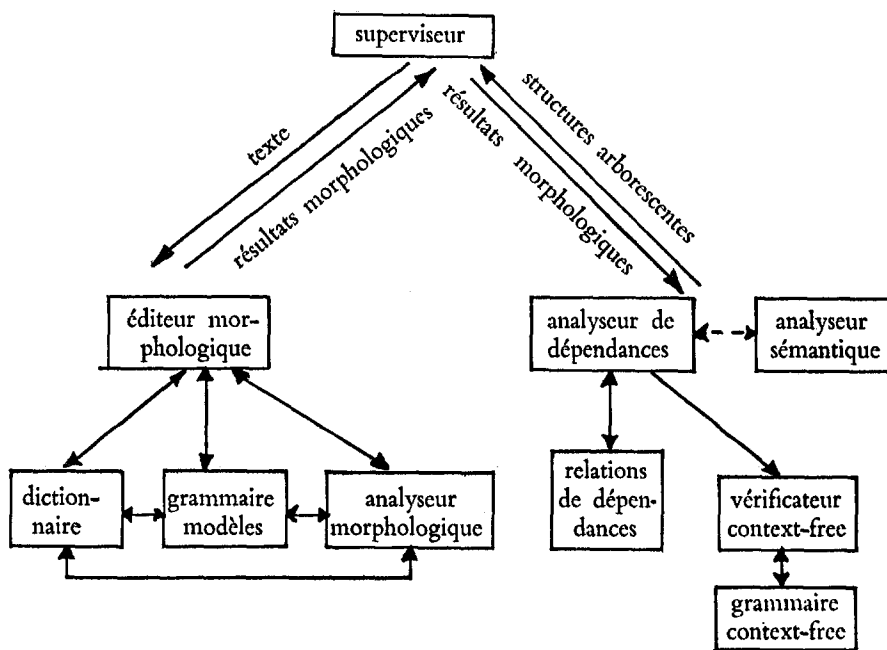 superviseur
texte
résultats morphologiques
résultats morphologiques
structures arborescentes
éditeur mor-
phologique
analyseur de
dépendances
analyseur
sémantique
diction-
naire
grammaire
modèles
analyseur
morphologique
relations
de dépen-
dances
vérificateur
context-free
grammaire
context-free